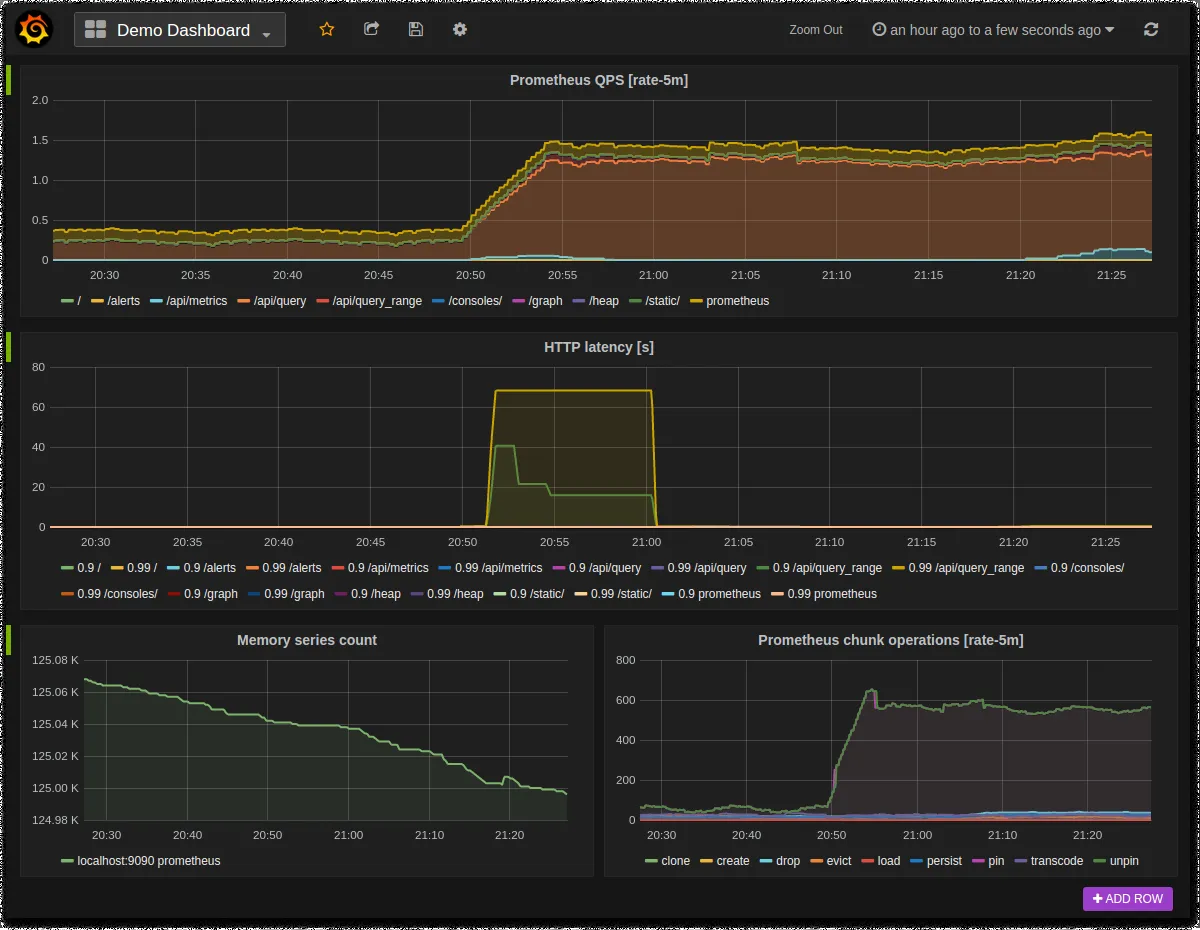 Demo Dashboard
Zoom Out an hour ago to a few seconds ago
Prometheus QPS [rate-5m]
2.0
1.5
1.0
0.5
0
20:30 20:35 20:40 20:45 20:50 20:55 21:00 21:05 21:10 21:15 21:20 21:25
/ /alerts /api/metrics /api/query /api/query_range /consoles/ /graph /heap /static/ prometheus
HTTP latency [s]
80
60
40
20
0
20:30 20:35 20:40 20:45 20:50 20:55 21:00 21:05 21:10 21:15 21:20 21:25
0.9 / 0.99 / 0.9 /alerts 0.99 /alerts 0.9 /api/metrics 0.99 /api/metrics 0.9 /api/query 0.99 /api/query 0.9 /api/query_range 0.99 /api/query_range 0.9 /consoles/
0.99 /consoles/ 0.9 /graph 0.99 /graph 0.9 /heap 0.99 /heap 0.9 /static/ 0.99 /static/ 0.9 prometheus 0.99 prometheus
Memory series count
125.08 K
125.06 K
125.04 K
125.02 K
125.00 K
124.98 K
20:30 20:40 20:50 21:00 21:10 21:20
localhost:9090 prometheus
Prometheus chunk operations [rate-5m]
800
600
400
200
0
20:30 20:40 20:50 21:00 21:10 21:20
clone create drop evict load persist pin transcode unpin
ADD ROW